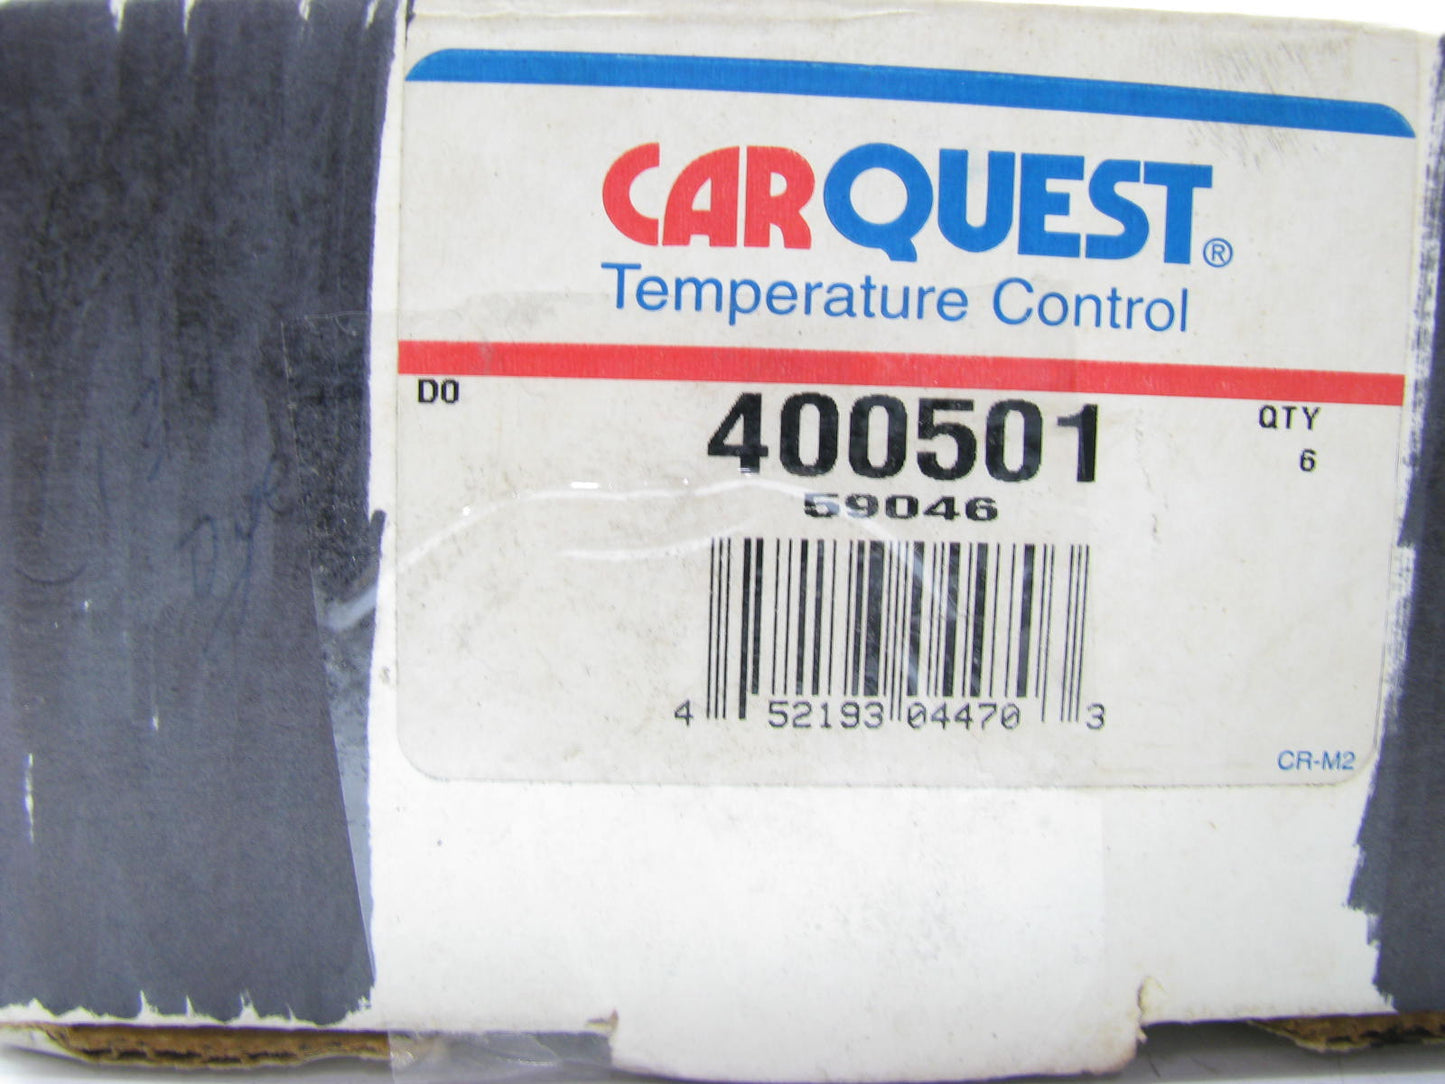 CARQUEST®
Temperature Control
DO 400501 QTY
59046 6
4 52193 04470 3
CR-M2